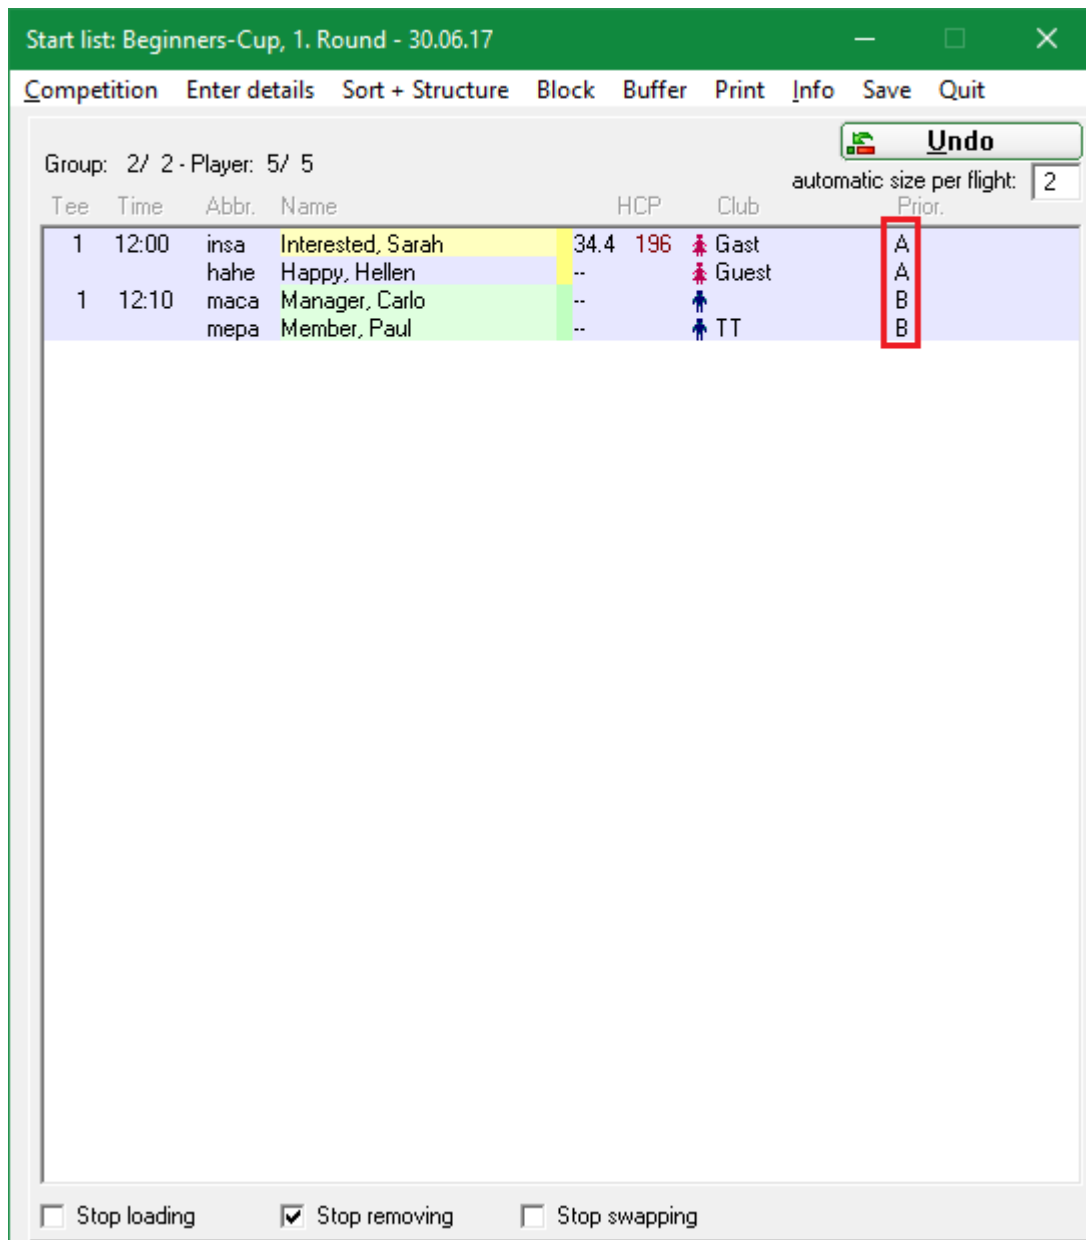 Start list: Beginners-Cup, 1. Round - 30.06.17
Competition Enter details Sort + Structure Block Buffer Print Info Save Quit
Undo
Group: 2/ 2 - Player: 5/ 5
automatic size per flight: 2
Tee Time Abbr. Name HCP Club Prior.
1 12:00 insa Interested, Sarah 34.4 196 Gast A
hahe Happy, Hellen -- Guest A
1 12:10 maca Manager, Carlo -- B
mepa Member, Paul -- TT B
Stop loading Stop removing Stop swapping